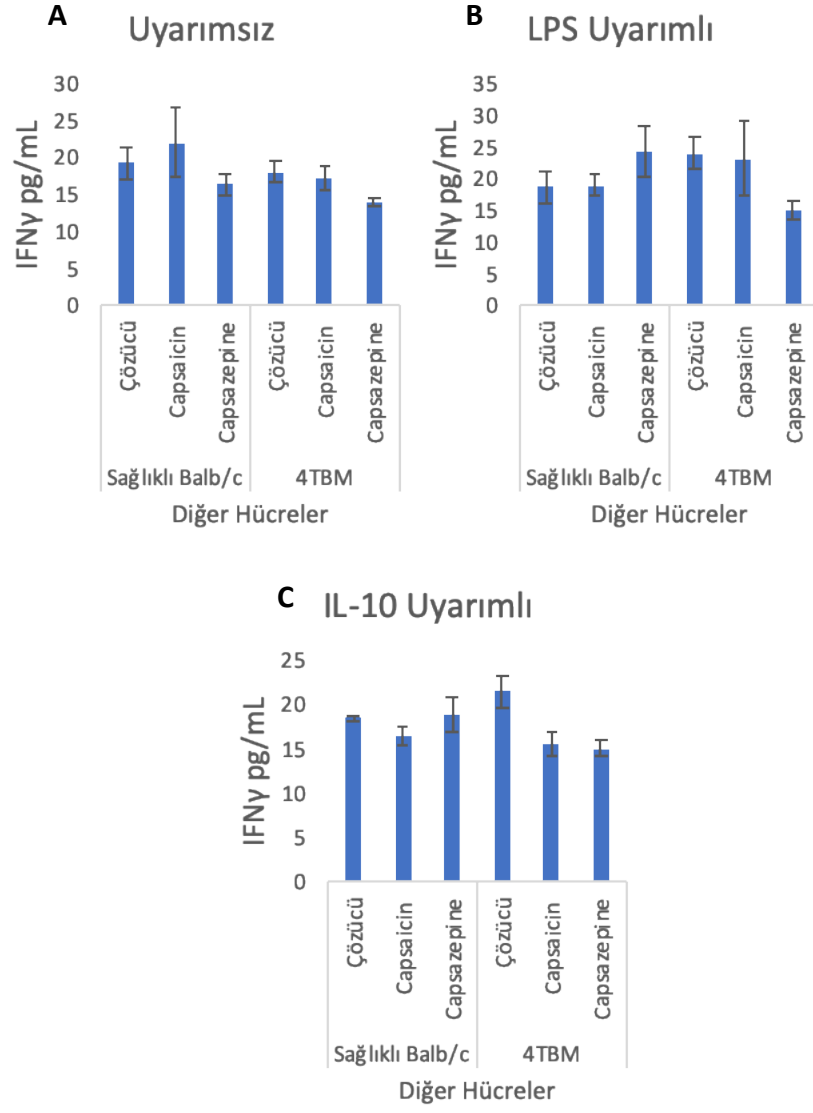 A Uyarımsız
IFNγ pg/mL
30
25
20
15
10
5
0
Çözücü
Capsaicin
Capsazepine
Çözücü
Capsaicin
Capsazepine
Sağlıklı Balb/c
4TBM
Diğer Hücreler
B LPS Uyarımlı
IFNγ pg/mL
35
30
25
20
15
10
5
0
Çözücü
Capsaicin
Capsazepine
Çözücü
Capsaicin
Capsazepine
Sağlıklı Balb/c
4TBM
Diğer Hücreler
C IL-10 Uyarımlı
IFNγ pg/mL
25
20
15
10
5
0
Çözücü
Capsaicin
Capsazepine
Çözücü
Capsaicin
Capsazepine
Sağlıklı Balb/c
4TBM
Diğer Hücreler